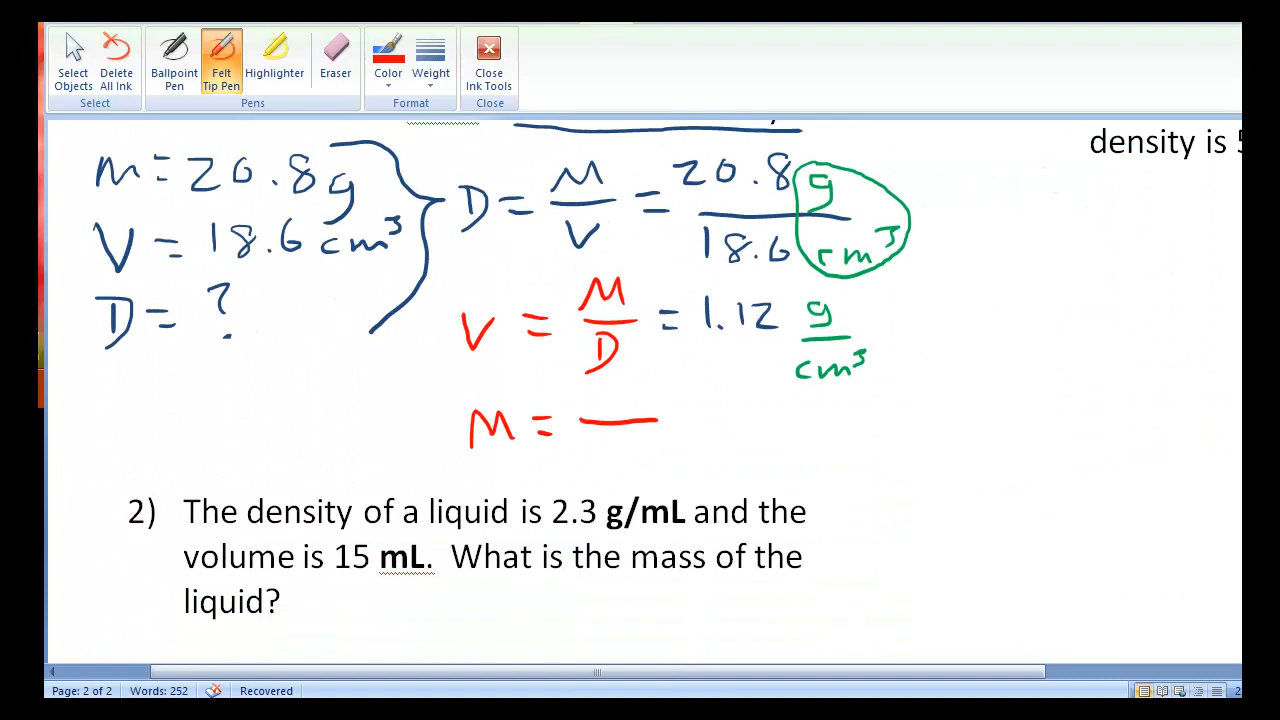 Select Objects
Delete All Ink
Ballpoint Pen
Felt Tip Pen
Highlighter
Eraser
Color
Weight
Close Ink Tools
Select
Pens
Format
Close
density is 5
M = 20.8 g
V = 18.6 cm³
D = ?
D = M/V = 20.8 g / 18.6 cm³
V = M/D = 1.12 g/cm³
M =
2) The density of a liquid is 2.3 g/mL and the
volume is 15 mL. What is the mass of the
liquid?
Page: 2 of 2 Words: 252 Recovered 2